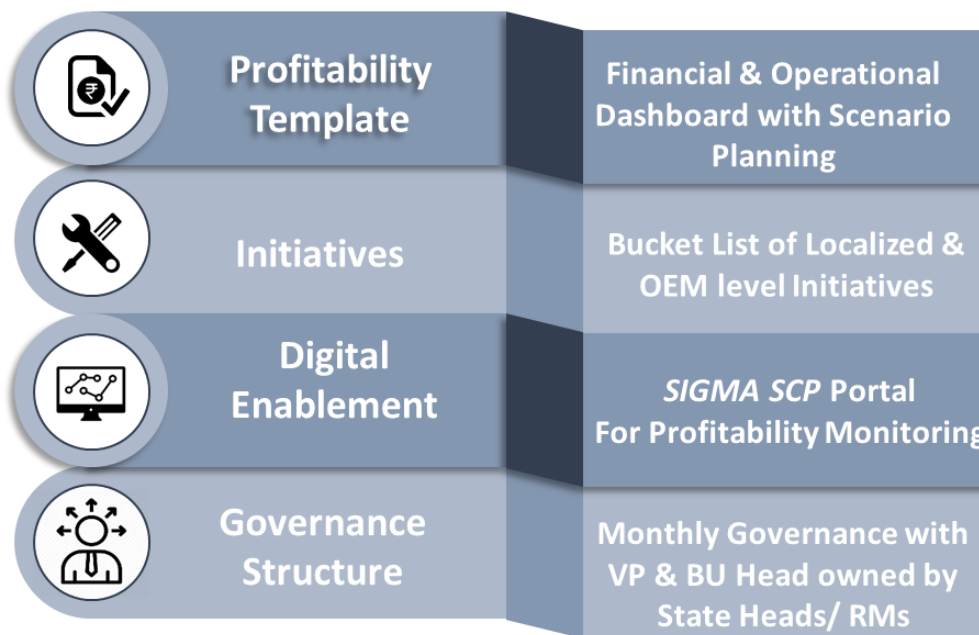 Profitability
Template
Financial & Operational
Dashboard with Scenario
Planning
Initiatives
Bucket List of Localized &
OEM level Initiatives
Digital
Enablement
SIGMA SCP Portal
For Profitability Monitoring
Governance
Structure
Monthly Governance with
VP & BU Head owned by
State Heads/ RMs